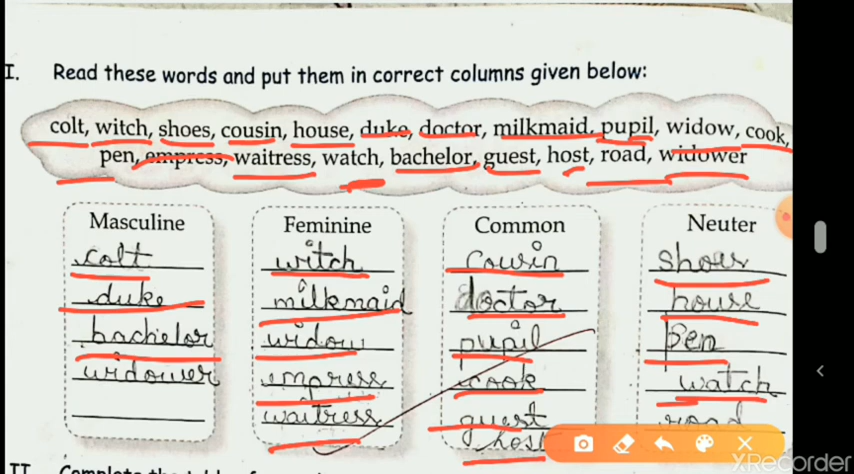 I. Read these words and put them in correct columns given below:
colt, witch, shoes, cousin, house, duke, doctor, milkmaid, pupil, widow, cook,
pen, empress, waitress, watch, bachelor, guest, host, road, widower
Masculine Feminine Common Neuter
colt witch cousin shoes
duke milkmaid doctor house
bachelor widow pupil Pen
widower empress cook watch
waitress guest road
host
II.
XRecorder